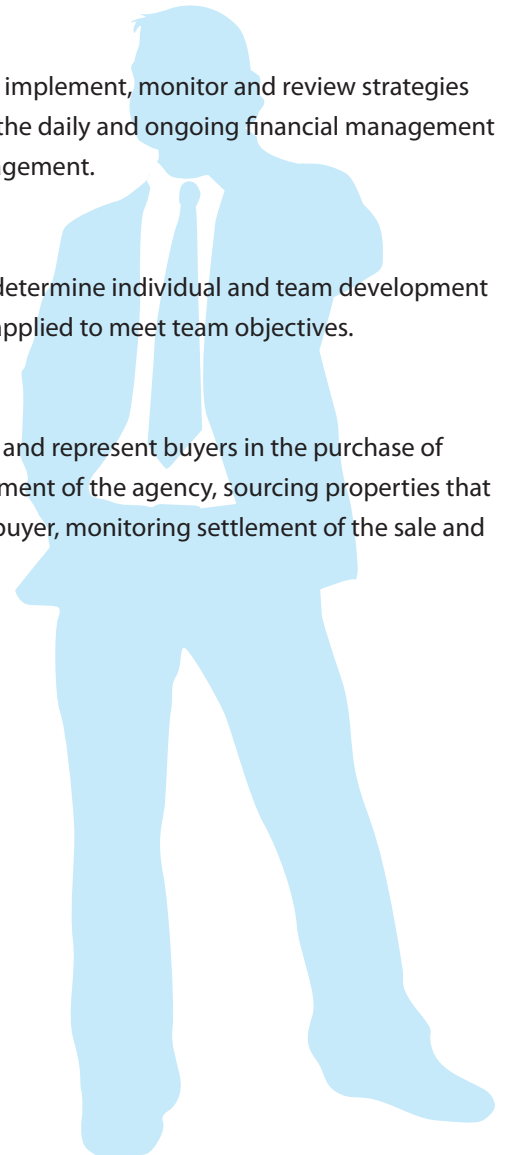 implement, monitor and review strategies
the daily and ongoing financial management
gement.
determine individual and team development
applied to meet team objectives.
and represent buyers in the purchase of
ment of the agency, sourcing properties that
buyer, monitoring settlement of the sale and